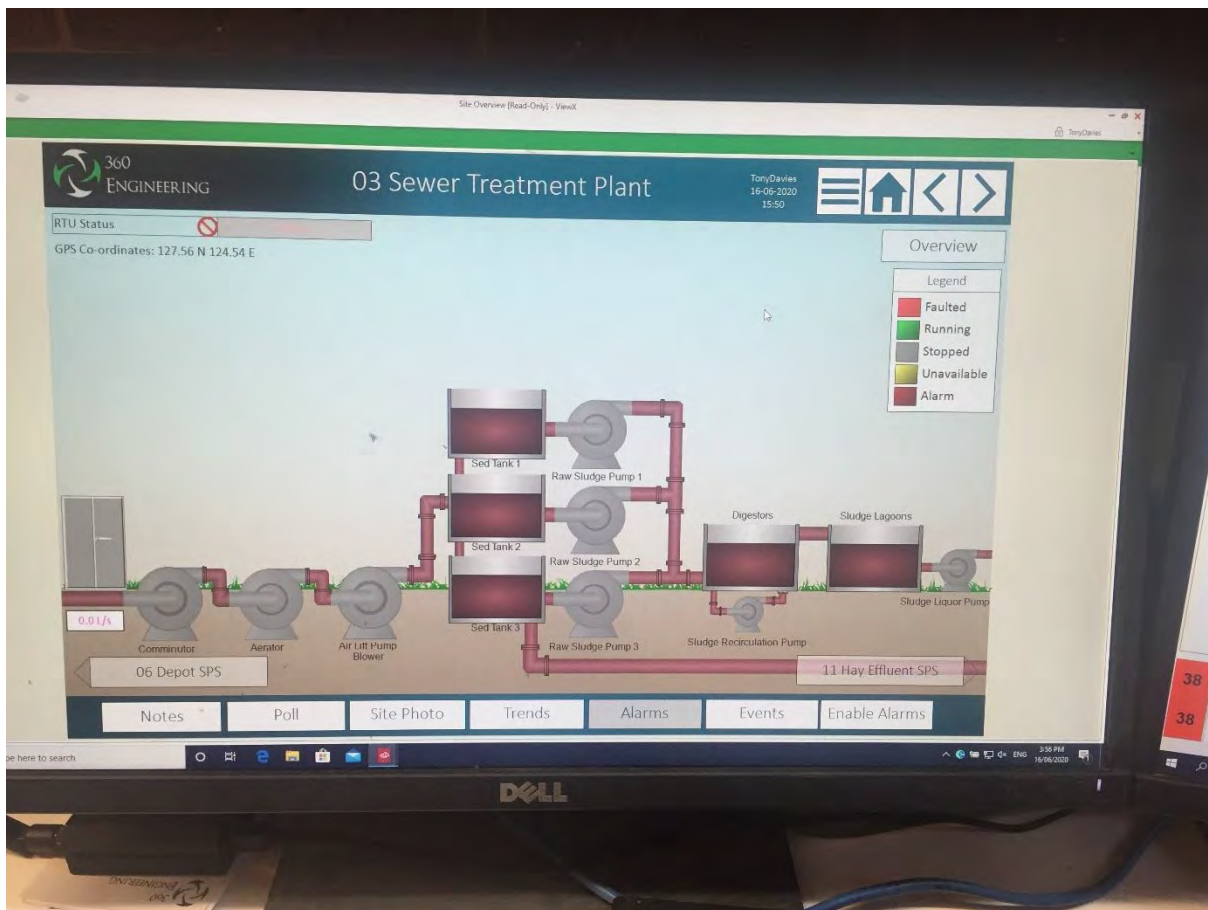 Site Overview [Read-Only] - ViewX
TonyDavies
360
ENGINEERING
03 Sewer Treatment Plant
TonyDavies
16-06-2020
15:50
RTU Status
GPS Co-ordinates: 127.56 N 124.54 E
Overview
Legend
Faulted
Running
Stopped
Unavailable
Alarm
Sed Tank 1
Raw Sludge Pump 1
Sed Tank 2
Raw Sludge Pump 2
Digestors
Sludge Lagoons
Sludge Liquor Pump
0.0 L/s
Sed Tank 3
Comminutor
Aerator
Air Lift Pump
Blower
Raw Sludge Pump 3
Sludge Recirculation Pump
06 Depot SPS
11 Hay Effluent SPS
Notes
Poll
Site Photo
Trends
Alarms
Events
Enable Alarms
38
38
pe here to search
ENG
3:56 PM
16/06/2020
DELL
360
ENGINEERING